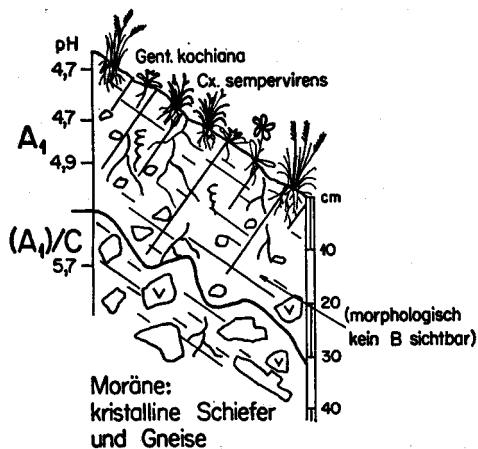 pH
4,7
Gent. kochiana
Cx. sempervirens
4,7
A₁
4,9
cm
(A₁)/C
10
5,7
V
V
20
(morphologisch
kein B sichtbar)
30
V
40
Moräne:
kristalline Schiefer
und Gneise